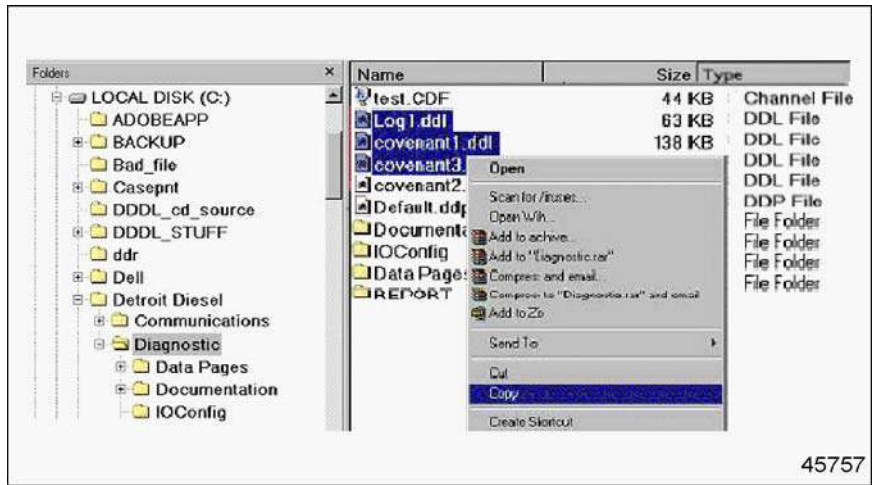 Folders ×
LOCAL DISK (C:)
ADOBEAPP
BACKUP
Bad_file
Casepnt
DDDL_cd_source
DDDL_STUFF
ddr
Dell
Detroit Diesel
Communications
Diagnostic
Data Pages
Documentation
IOConfig
Name Size Type
test.CDF 44 KB Channel File
Log1.ddl 63 KB DDL File
covenant1.ddl 138 KB DDL File
covenant3. DDL File
covenant2. DDL File
Default.ddp DDP File
Documenta File Folder
IOConfig File Folder
Data Page: File Folder
REPORT File Folder
Open
Scan for
Open With...
Add to
Add to "Diagnostic.rar"
Compress and email...
Compress to "Diagnostic.rar" and email
Add to Zip
Send To
Cut
Copy
Create Shortcut
45757